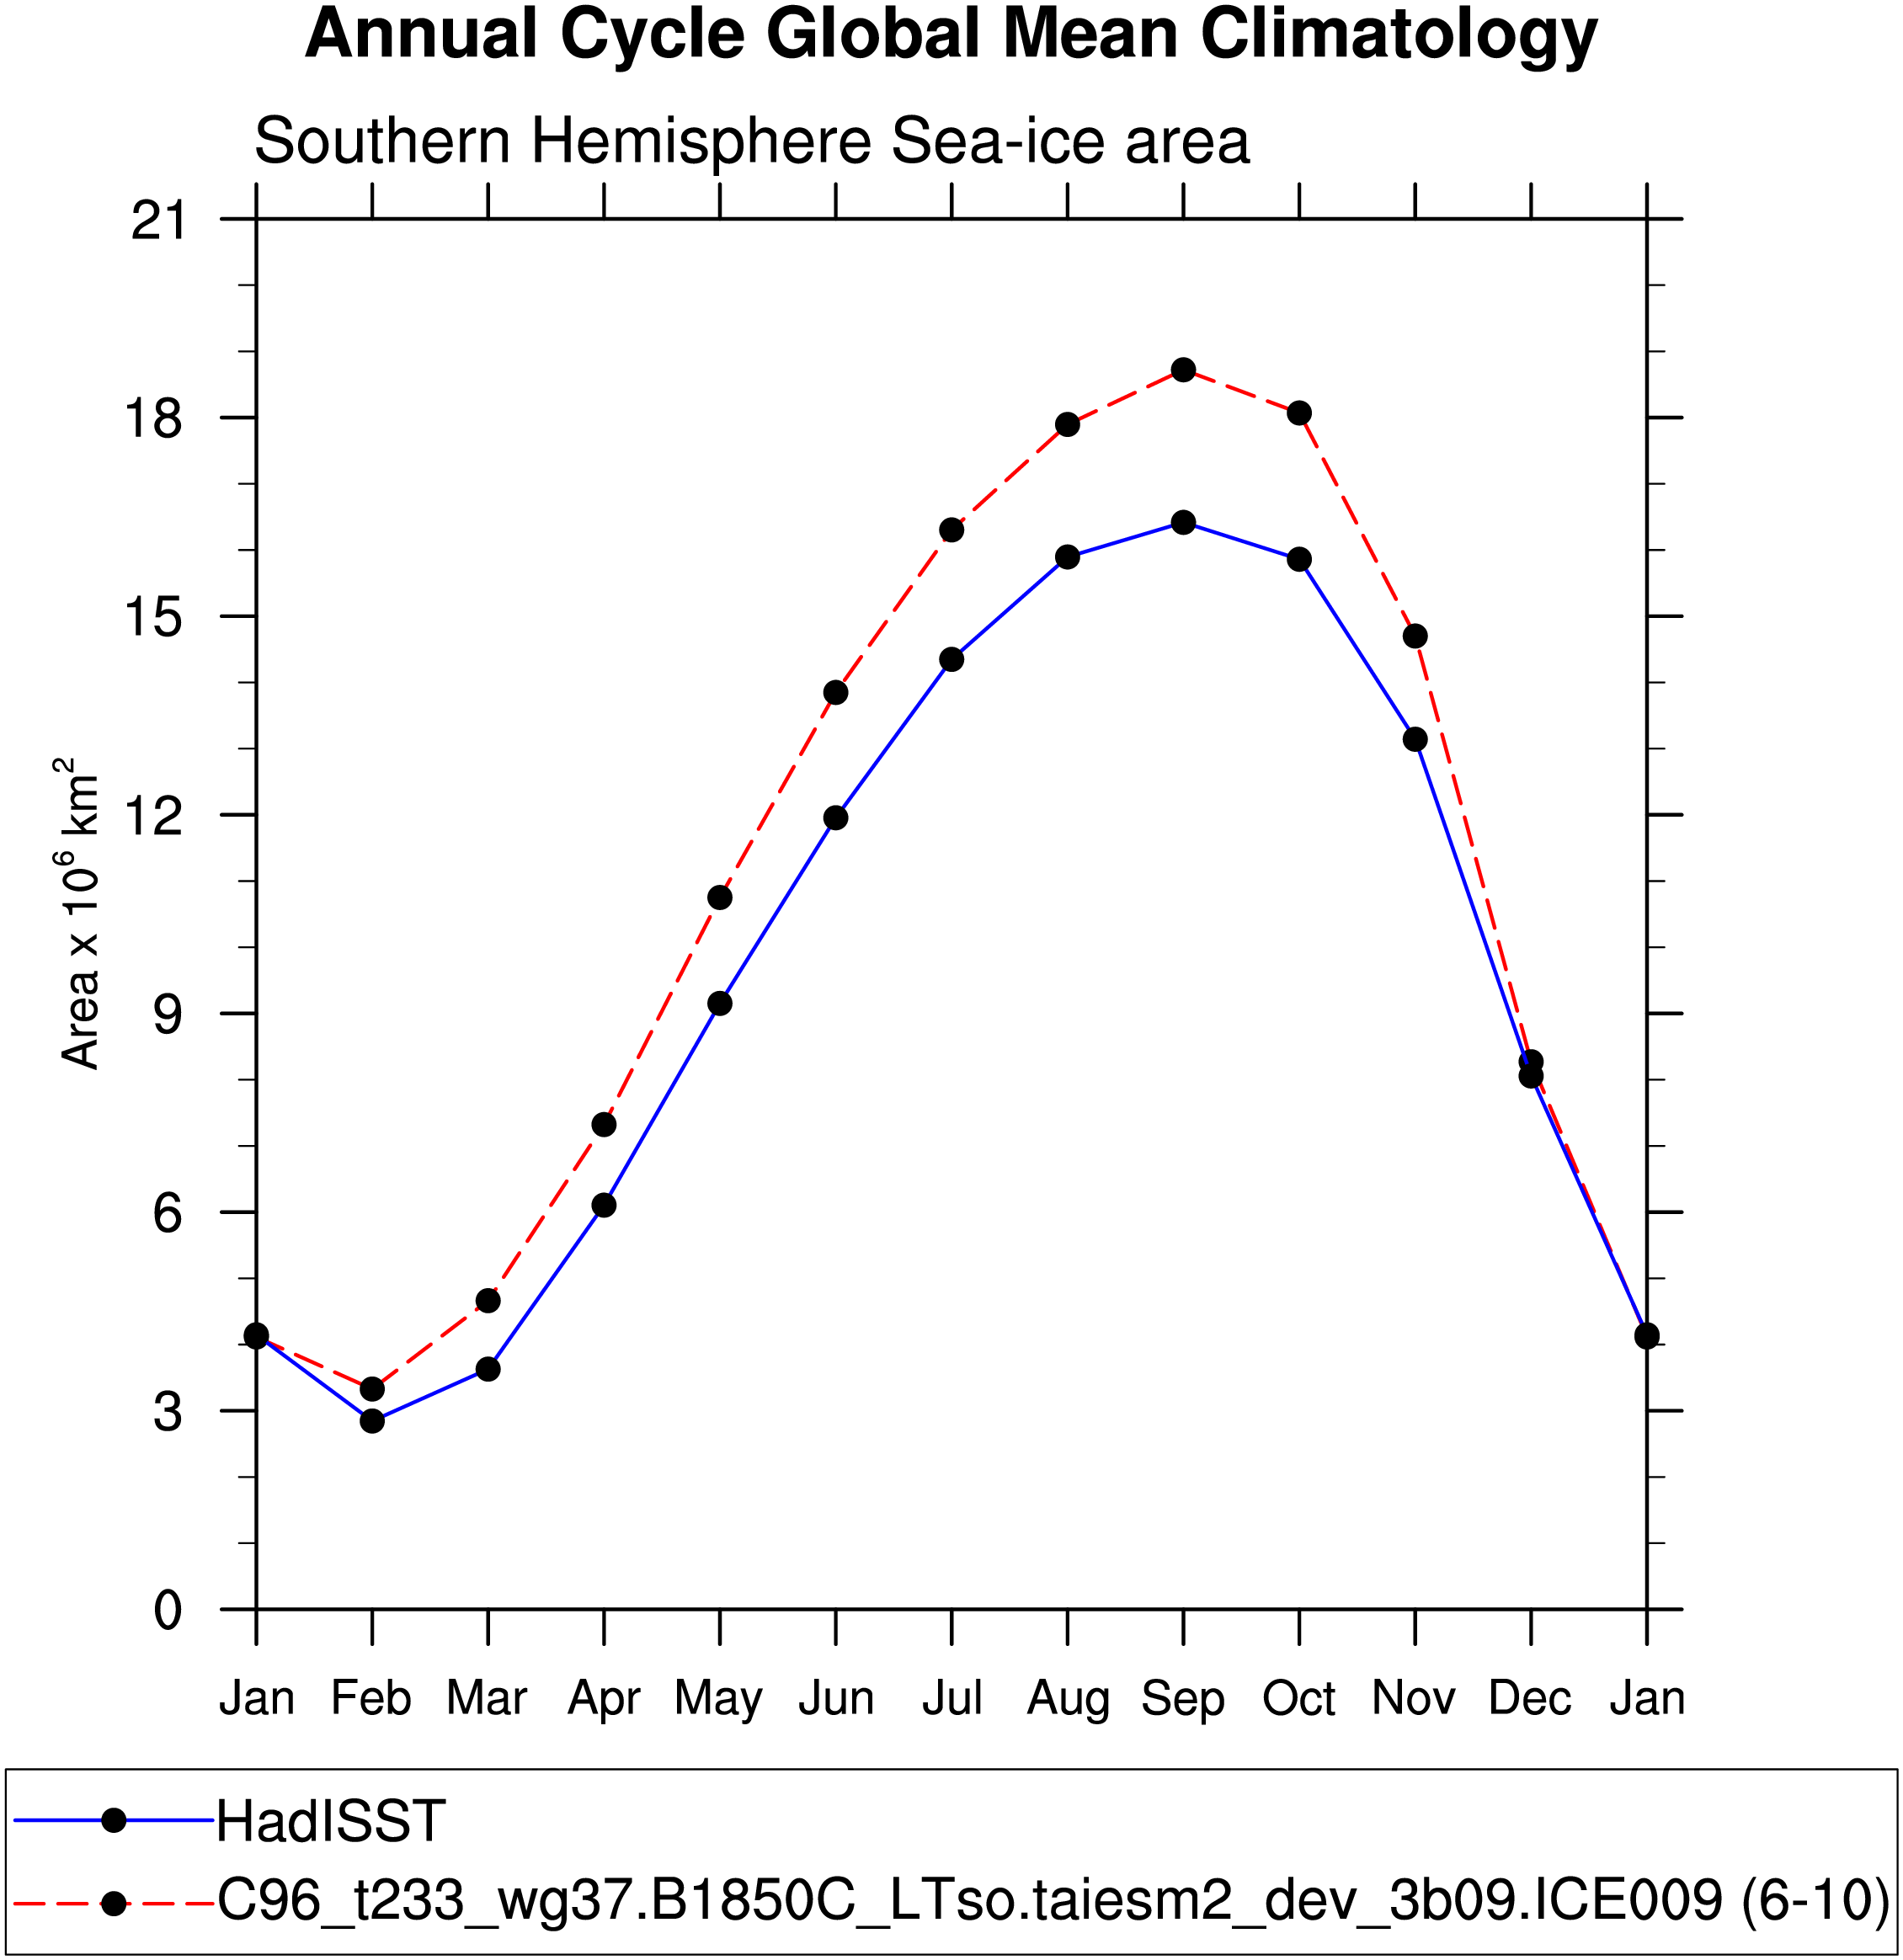 Annual Cycle Global Mean Climatology
Southern Hemisphere Sea-ice area
21
18
15
12
9
6
3
0
Area x 10⁶ km²
Jan Feb Mar Apr May Jun Jul Aug Sep Oct Nov Dec Jan
HadISST
C96_t233_wg37.B1850C_LTso.taiesm2_dev_3b09.ICE009 (6-10)